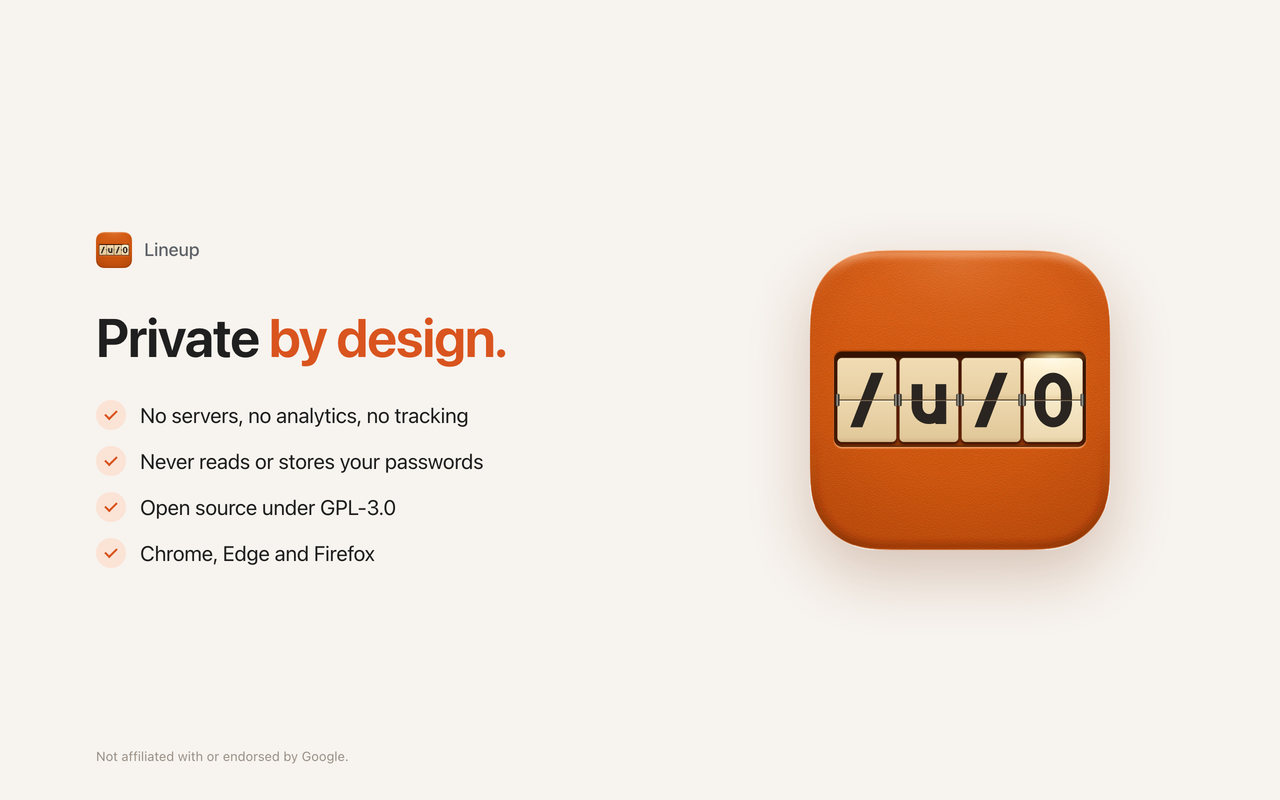 /u/0 Lineup
Private by design.
No servers, no analytics, no tracking
Never reads or stores your passwords
Open source under GPL-3.0
Chrome, Edge and Firefox
/u/0
Not affiliated with or endorsed by Google.